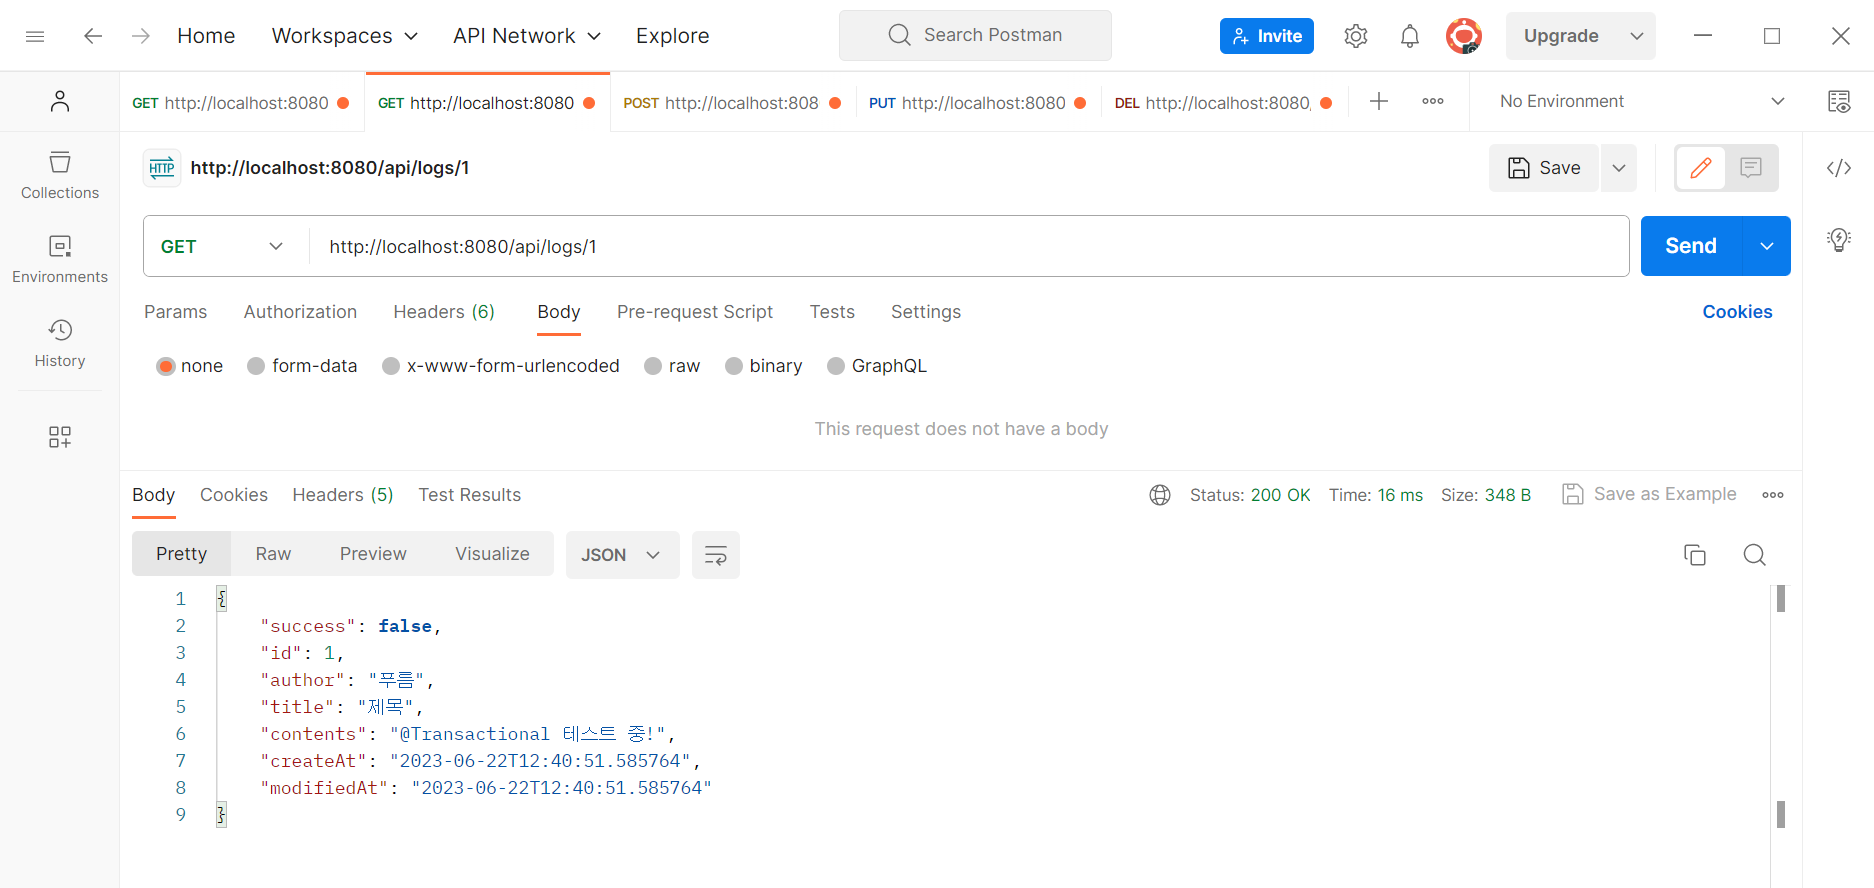 Home Workspaces API Network Explore Search Postman Invite Upgrade
GET http://localhost:8080 GET http://localhost:8080 POST http://localhost:808 PUT http://localhost:8080 DEL http://localhost:8080, No Environment
HTTP http://localhost:8080/api/logs/1 Save
Collections
Environments
History
GET http://localhost:8080/api/logs/1 Send
Params Authorization Headers (6) Body Pre-request Script Tests Settings Cookies
none form-data x-www-form-urlencoded raw binary GraphQL
This request does not have a body
Body Cookies Headers (5) Test Results Status: 200 OK Time: 16 ms Size: 348 B Save as Example
Pretty Raw Preview Visualize JSON
1 {
2 "success": false,
3 "id": 1,
4 "author": "푸름",
5 "title": "제목",
6 "contents": "@Transactional 테스트 중!",
7 "createAt": "2023-06-22T12:40:51.585764",
8 "modifiedAt": "2023-06-22T12:40:51.585764"
9 }